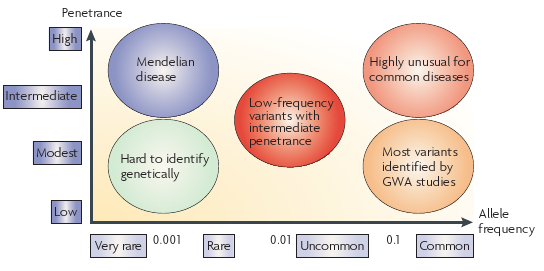 Penetrance
High
Intermediate
Modest
Low
Mendelian
disease
Highly unusual for
common diseases
Low-frequency
variants with
intermediate
penetrance
Hard to identify
genetically
Most variants
identified by
GWA studies
Allele
frequency
Very rare 0.001 Rare 0.01 Uncommon 0.1 Common